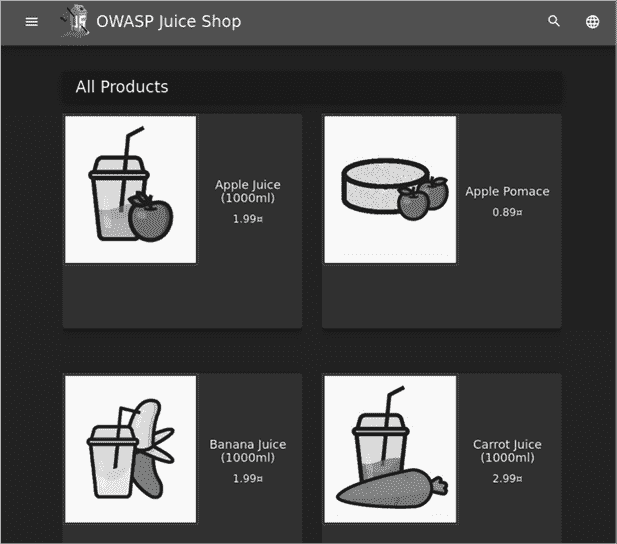 OWASP Juice Shop
All Products
Apple Juice
(1000ml)
1.99¤
Apple Pomace
0.89¤
Banana Juice
(1000ml)
1.99¤
Carrot Juice
(1000ml)
2.99¤